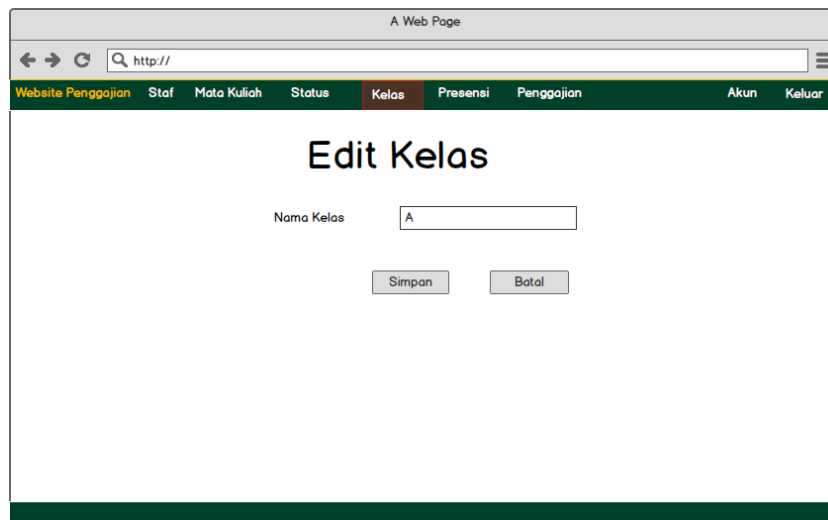 A Web Page
http://
Website Penggajian Staf Mata Kuliah Status Kelas Presensi Penggajian Akun Keluar
Edit Kelas
Nama Kelas A
Simpan Batal